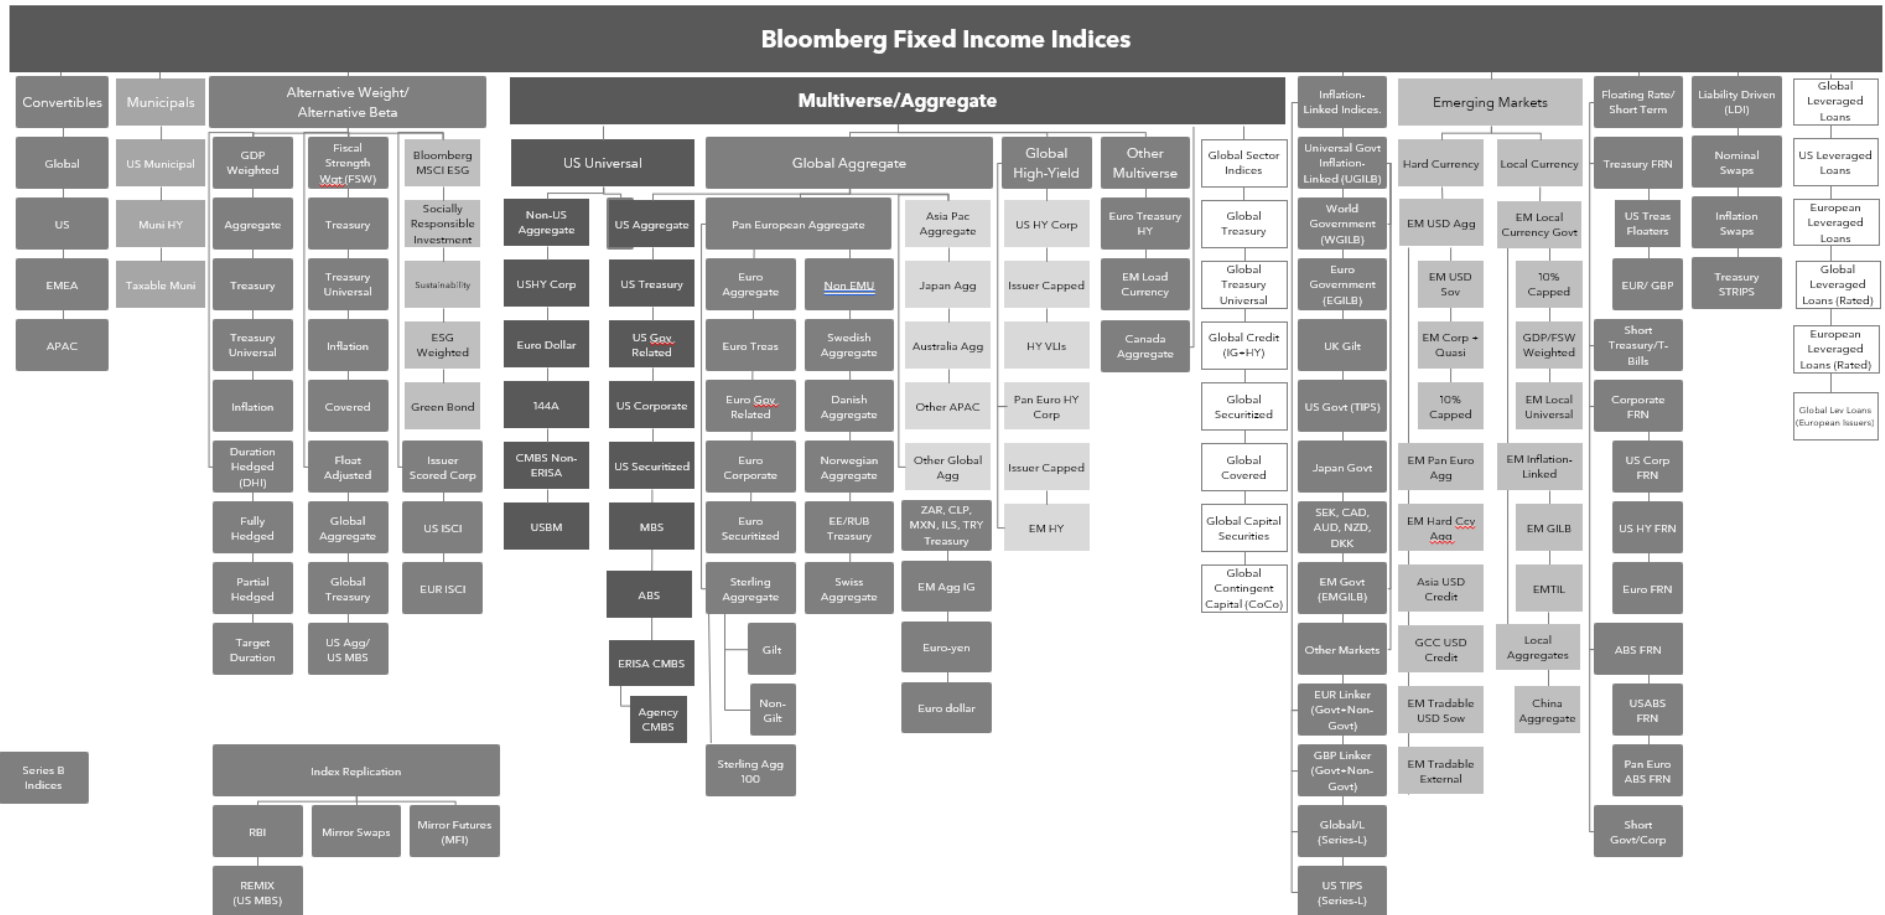 Bloomberg Fixed Income Indices
Convertibles
Global
US
EMEA
APAC
Municipals
US Municipal
Muni HY
Taxable Muni
Alternative Weight/
Alternative Beta
GDP
Weighted
Aggregate
Treasury
Treasury
Universal
Inflation
Duration
Hedged
(DHI)
Fully
Hedged
Partial
Hedged
Target
Duration
Fiscal
Strength
Wgt (FSW)
Treasury
Treasury
Universal
Inflation
Covered
Float
Adjusted
Global
Aggregate
Global
Treasury
US Agg/
US MBS
Bloomberg
MSCI ESG
Socially
Responsible
Investment
Sustainability
ESG
Weighted
Green Bond
Issuer
Scored Corp
US ISCI
EUR ISCI
Multiverse/Aggregate
US Universal
Non-US
Aggregate
USHY Corp
Euro Dollar
144A
CMBS Non-
ERISA
USBM
US Aggregate
US Treasury
US Gov
Related
US Corporate
US Securitized
MBS
ABS
ERISA CMBS
Agency
CMBS
Global Aggregate
Pan European Aggregate
Euro
Aggregate
Euro Treas
Euro Gov
Related
Euro
Corporate
Euro
Securitized
Sterling
Aggregate
Gilt
Non-
Gilt
Sterling Agg
100
Non EMU
Swedish
Aggregate
Danish
Aggregate
Norwegian
Aggregate
EE/RUB
Treasury
Swiss
Aggregate
Asia Pac
Aggregate
Japan Agg
Australia Agg
Other APAC
Other Global
Agg
ZAR, CLP,
MXN, ILS, TRY
Treasury
EM Agg IG
Euro-yen
Euro dollar
Global
High-Yield
US HY Corp
Issuer Capped
HY VLIs
Pan Euro HY
Corp
Issuer Capped
EM HY
Other
Multiverse
Euro Treasury
HY
EM Load
Currency
Canada
Aggregate
Global Sector
Indices
Global
Treasury
Global
Treasury
Universal
Global Credit
(IG+HY)
Global
Securitized
Global
Covered
Global Capital
Securities
Global
Contingent
Capital (CoCo)
Inflation-
Linked Indices.
Universal Govt
Inflation-
Linked (UGILB)
World
Government
(WGILB)
Euro
Government
(EGILB)
UK Gilt
US Govt (TIPS)
Japan Govt
SEK, CAD,
AUD, NZD,
DKK
EM Govt
(EMGILB)
Other Markets
EUR Linker
(Govt+Non-
Govt)
GBP Linker
(Govt+Non-
Govt)
Global/L
(Series-L)
US TIPS
(Series-L)
Emerging Markets
Hard Currency
EM USD Agg
EM USD
Sov
EM Corp +
Quasi
10%
Capped
EM Pan Euro
Agg
EM Hard Ccy
Agg
Asia USD
Credit
GCC USD
Credit
EM Tradable
USD Sow
EM Tradable
External
Local Currency
EM Local
Currency Govt
10%
Capped
GDP/FSW
Weighted
EM Local
Universal
EM Inflation-
Linked
EM GILB
EMTIL
Local
Aggregates
China
Aggregate
Floating Rate/
Short Term
Treasury FRN
US Treas
Floaters
EUR/ GBP
Short
Treasury/T-
Bills
Corporate
FRN
US Corp
FRN
US HY FRN
Euro FRN
ABS FRN
USABS
FRN
Pan Euro
ABS FRN
Short
Govt/Corp
Liability Driven
(LDI)
Nominal
Swaps
Inflation
Swaps
Treasury
STRIPS
Global
Leveraged
Loans
US Leveraged
Loans
European
Leveraged
Loans
Global
Leveraged
Loans (Rated)
European
Leveraged
Loans (Rated)
Global Lev Loans
(European Issuers)
Series B
Indices
Index Replication
RBI
REMIX
(US MBS)
Mirror Swaps
Mirror Futures
(MFI)